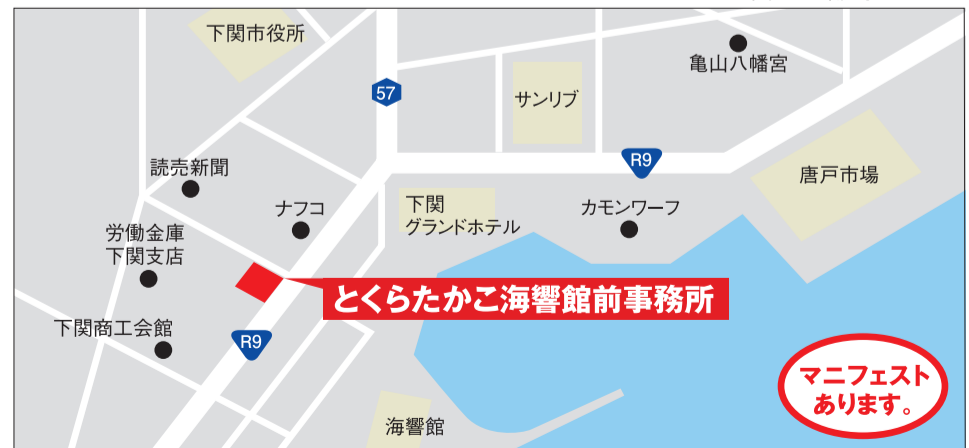 下関市役所
亀山八幡宮
57
サンリブ
読売新聞
R9
唐戸市場
ナフコ
下関
グランドホテル
カモンワーフ
労働金庫
下関支店
とくらたかこ海響館前事務所
下関商工会館
R9
マニフェスト
あります。
海響館